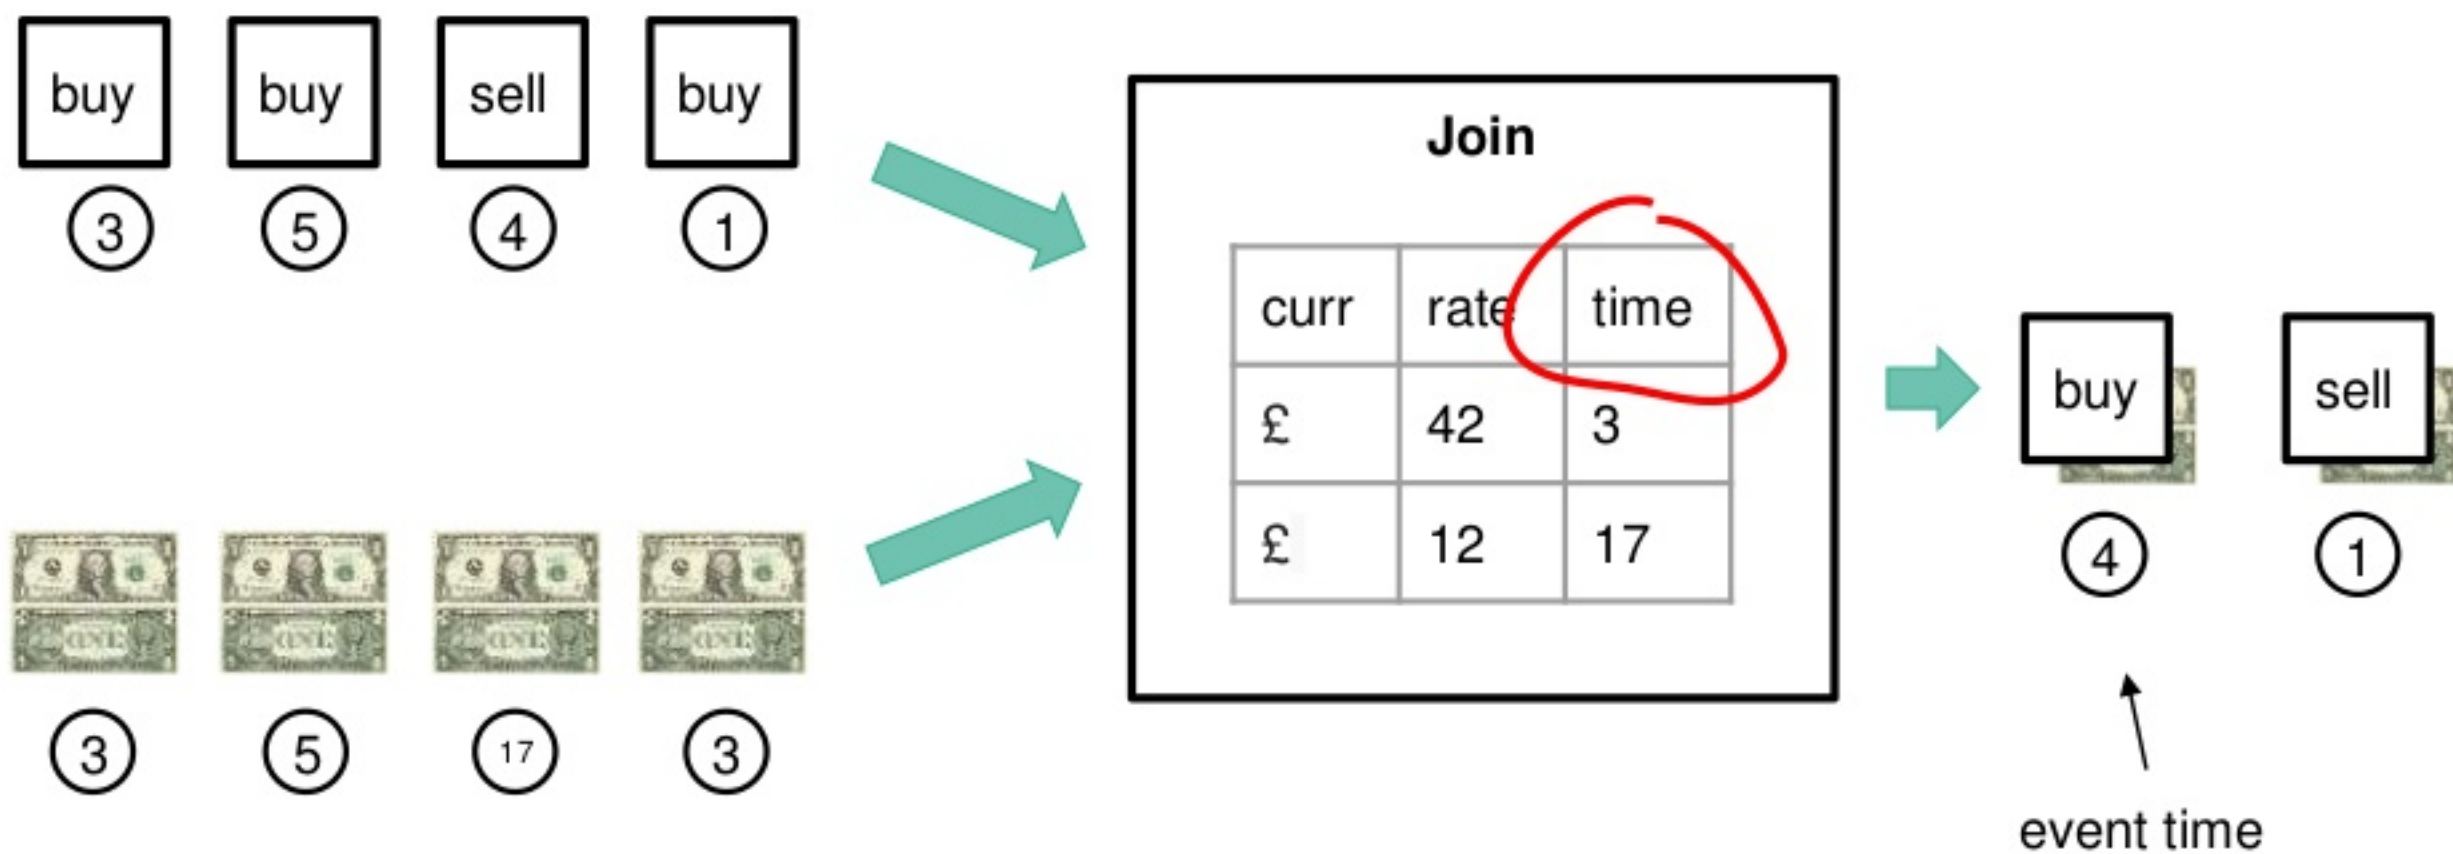 buy buy sell buy
3 5 4 1
Join
curr rate time
£ 42 3
£ 12 17
buy sell
4 1
3 5 17 3
event time